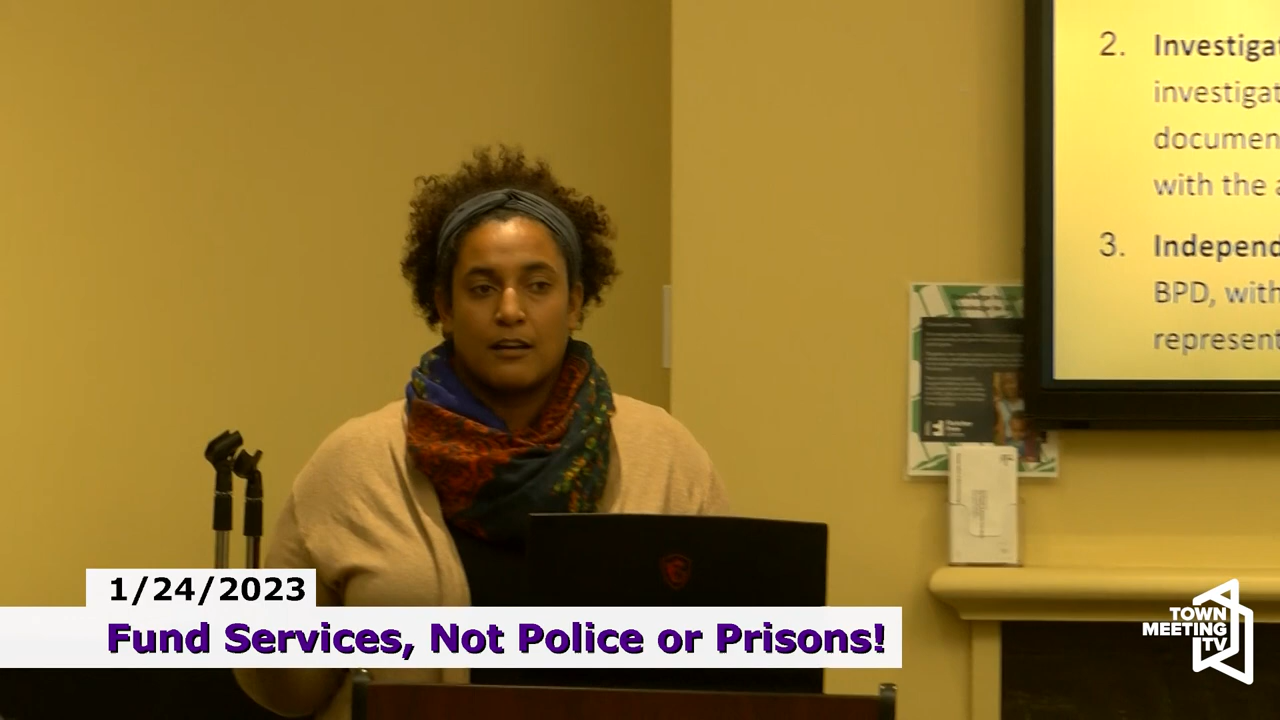 2. Investigat
investigat
documen
with the a
3. Independ
BPD, with
represent
1/24/2023
Fund Services, Not Police or Prisons!
TOWN
MEETING
TV